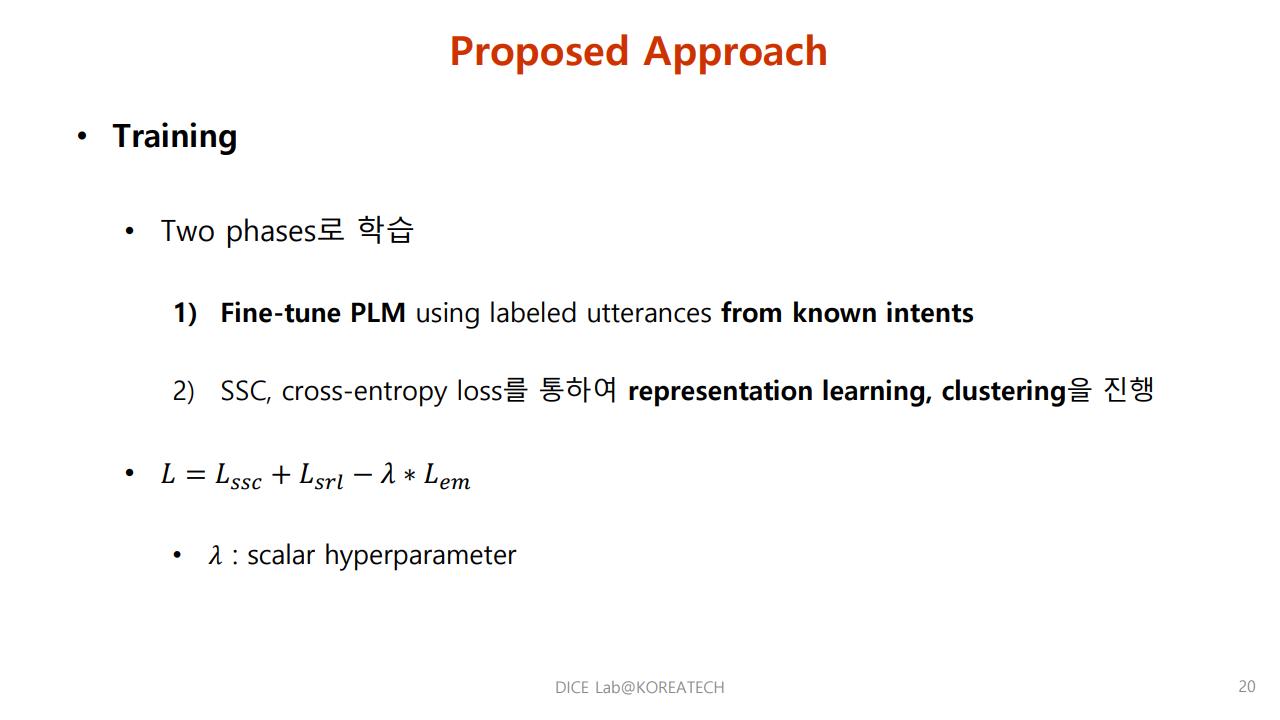 Proposed Approach
• Training
• Two phases로 학습
1) Fine-tune PLM using labeled utterances from known intents
2) SSC, cross-entropy loss를 통하여 representation learning, clustering을 진행
• L = L_{ssc} + L_{srl} − λ ∗ L_{em}
• λ : scalar hyperparameter
DICE Lab@KOREATECH
20